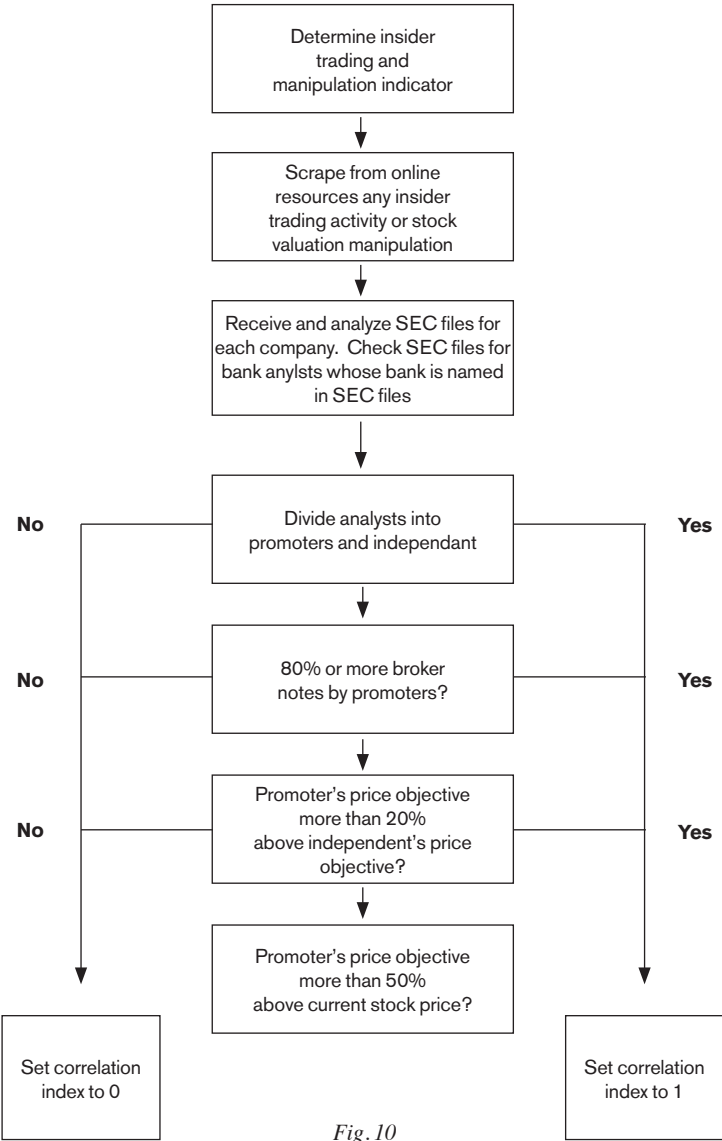 Determine insider
trading and
manipulation indicator
Scrape from online
resources any insider
trading activity or stock
valuation manipulation
Receive and analyze SEC files for
each company. Check SEC files for
bank anylsts whose bank is named
in SEC files
No
Divide analysts into
promoters and independant
Yes
No
80% or more broker
notes by promoters?
Yes
No
Promoter's price objective
more than 20%
above independent's price
objective?
Yes
Promoter's price objective
more than 50%
above current stock price?
Set correlation
index to 0
Set correlation
index to 1
Fig. 10